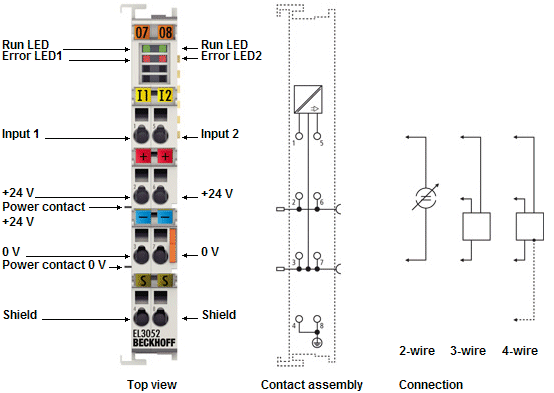 07 08
Run LED Run LED
Error LED1 Error LED2
I1 I2
Input 1 Input 2
1 5
+ +
+24 V +24 V
Power contact
+24 V
2 6
− −
0 V 0 V
Power contact 0 V
3 7
S S
Shield Shield
4 8
EL3052
BECKHOFF
2-wire 3-wire 4-wire
Top view Contact assembly Connection